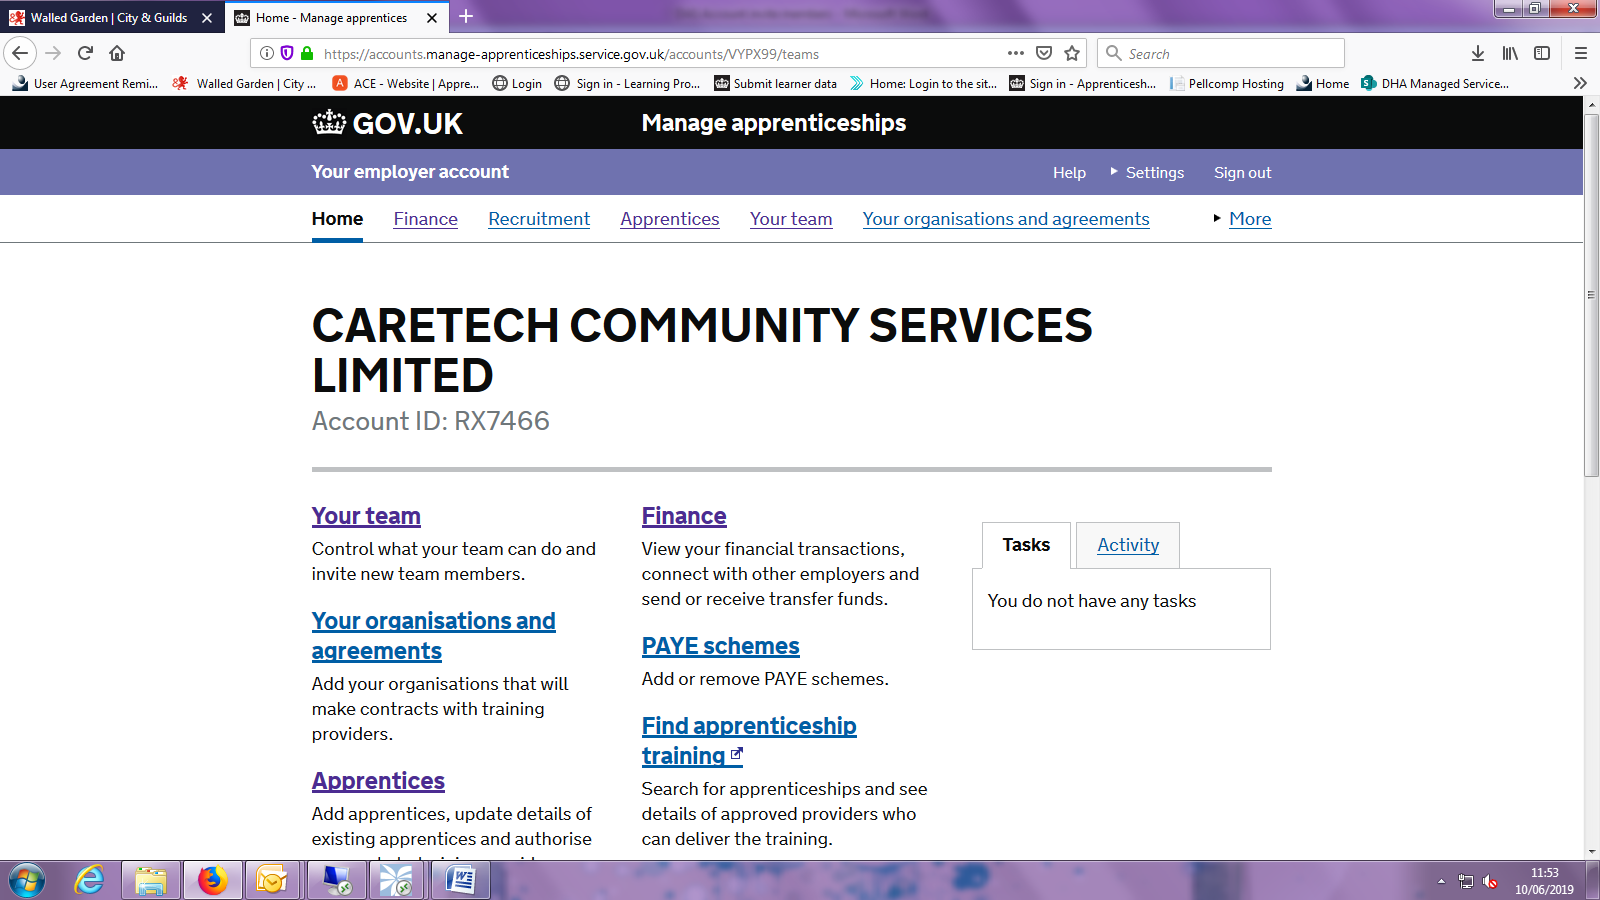 Walled Garden | City & Guilds
Home - Manage apprentices
https://accounts.manage-apprenticeships.service.gov.uk/accounts/VYPX99/teams
Search
User Agreement Remi...
Walled Garden | City ...
ACE - Website | Appre...
Login
Sign in - Learning Pro...
Submit learner data
Home: Login to the sit...
Sign in - Apprenticesh...
Pellcomp Hosting
Home
DHA Managed Service...
GOV.UK
Manage apprenticeships
Your employer account
Help
Settings
Sign out
Home
Finance
Recruitment
Apprentices
Your team
Your organisations and agreements
More
CARETECH COMMUNITY SERVICES
LIMITED
Account ID: RX7466
Your team
Control what your team can do and
invite new team members.
Your organisations and
agreements
Add your organisations that will
make contracts with training
providers.
Apprentices
Add apprentices, update details of
existing apprentices and authorise
Finance
View your financial transactions,
connect with other employers and
send or receive transfer funds.
PAYE schemes
Add or remove PAYE schemes.
Find apprenticeship
training
Search for apprenticeships and see
details of approved providers who
can deliver the training.
Tasks
Activity
You do not have any tasks
11:53
10/06/2019